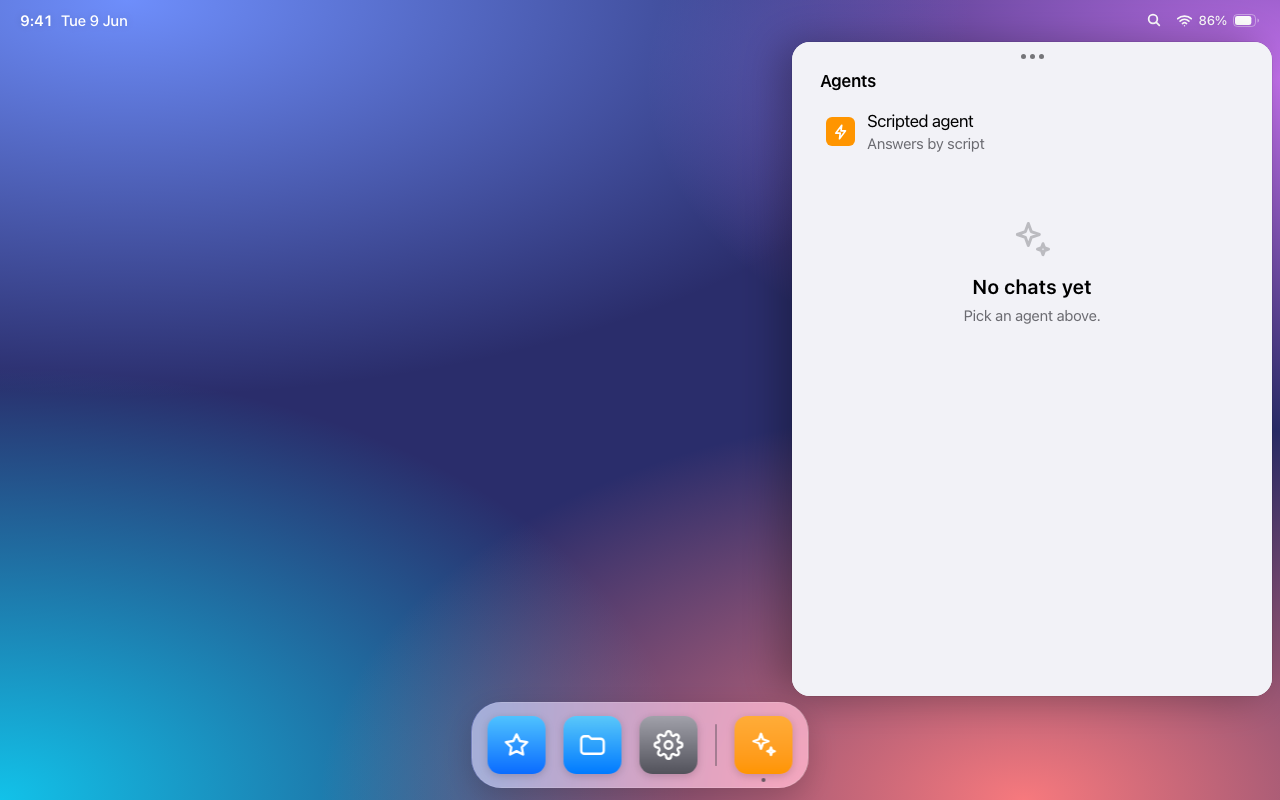 9:41 Tue 9 Jun
86%
Agents
Scripted agent
Answers by script
No chats yet
Pick an agent above.